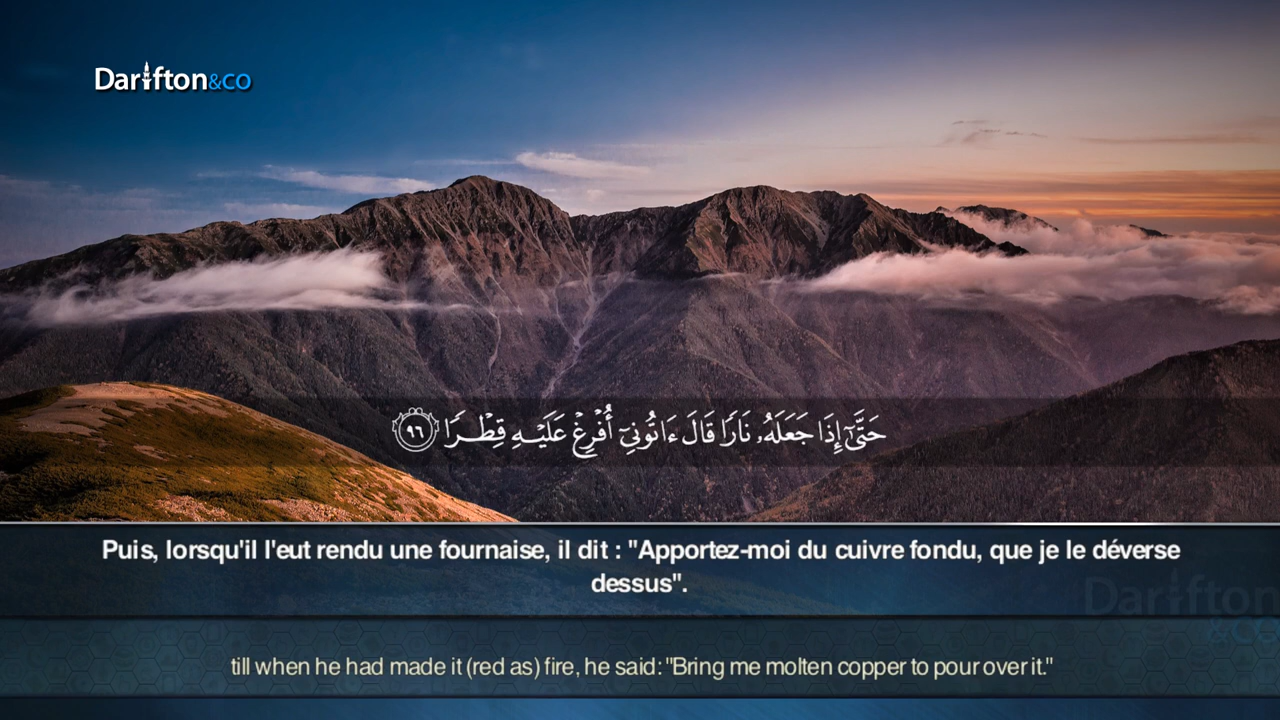 Darifton&co
حَتَّىٰٓ إِذَا جَعَلَهُۥ نَارٗا قَالَ ءَاتُونِيٓ أُفۡرِغۡ عَلَيۡهِ قِطۡرٗا ٩٦
Puis, lorsqu'il l'eut rendu une fournaise, il dit : "Apportez-moi du cuivre fondu, que je le déverse
dessus".
Darifton
&co
till when he had made it (red as) fire, he said: "Bring me molten copper to pour over it."